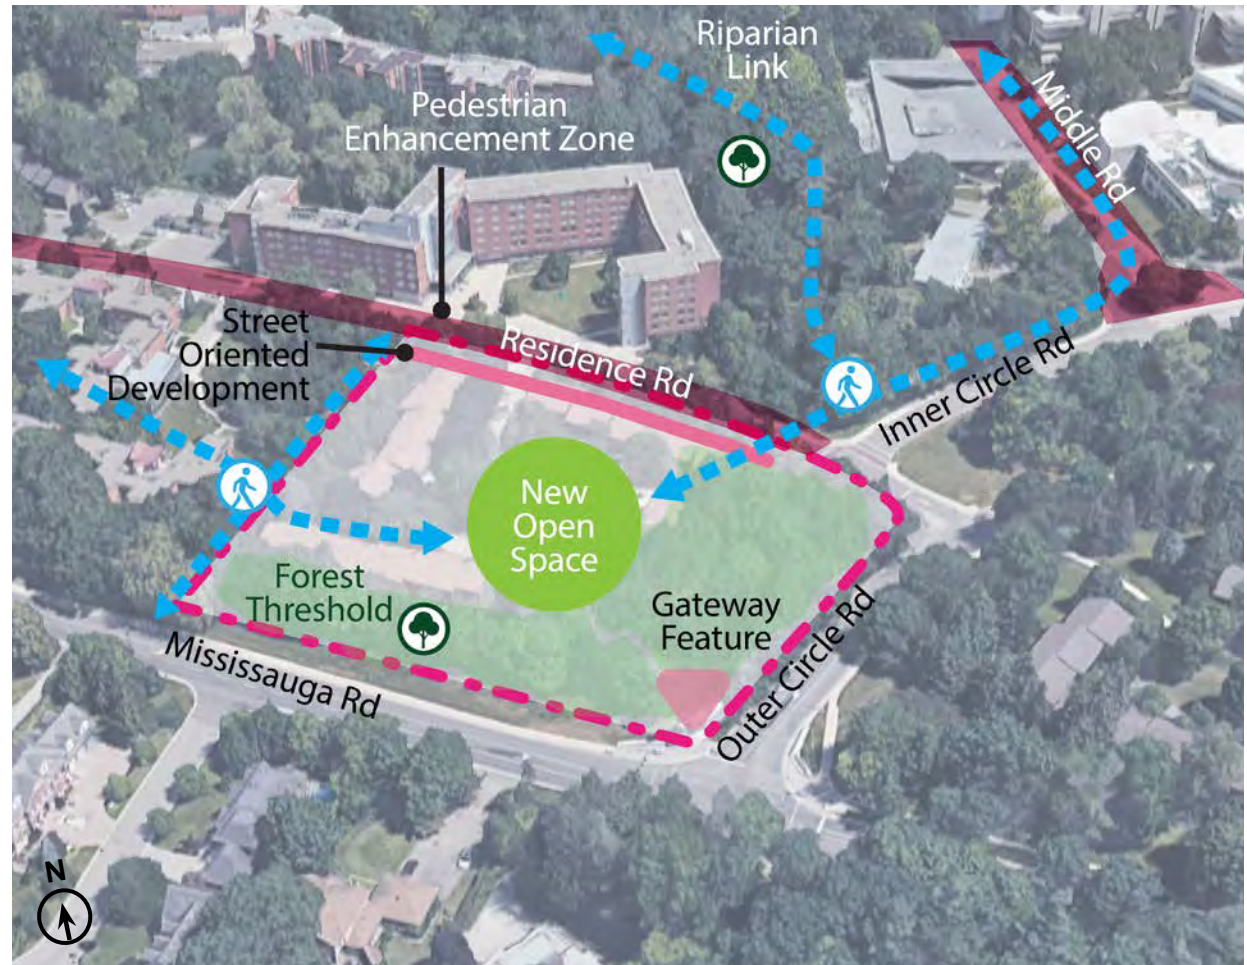 Riparian
Link
Pedestrian
Enhancement Zone
Middle Rd
Street
Oriented
Development
Residence Rd
Inner Circle Rd
New
Open
Space
Forest
Threshold
Gateway
Feature
Mississauga Rd
Outer Circle Rd
N